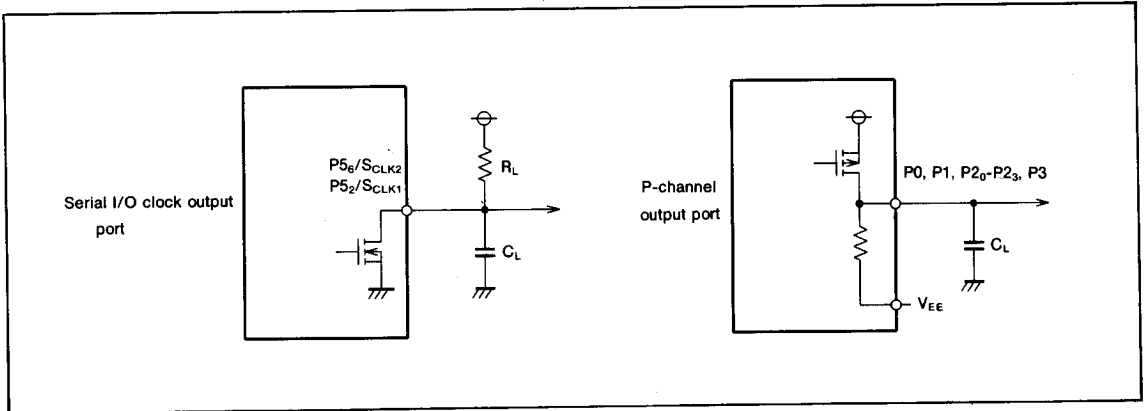 Serial I/O clock output
port
P5₆/S_CLK2
P5₂/S_CLK1
R_L
C_L
P-channel
output port
P0, P1, P2₀-P2₃, P3
C_L
V_EE